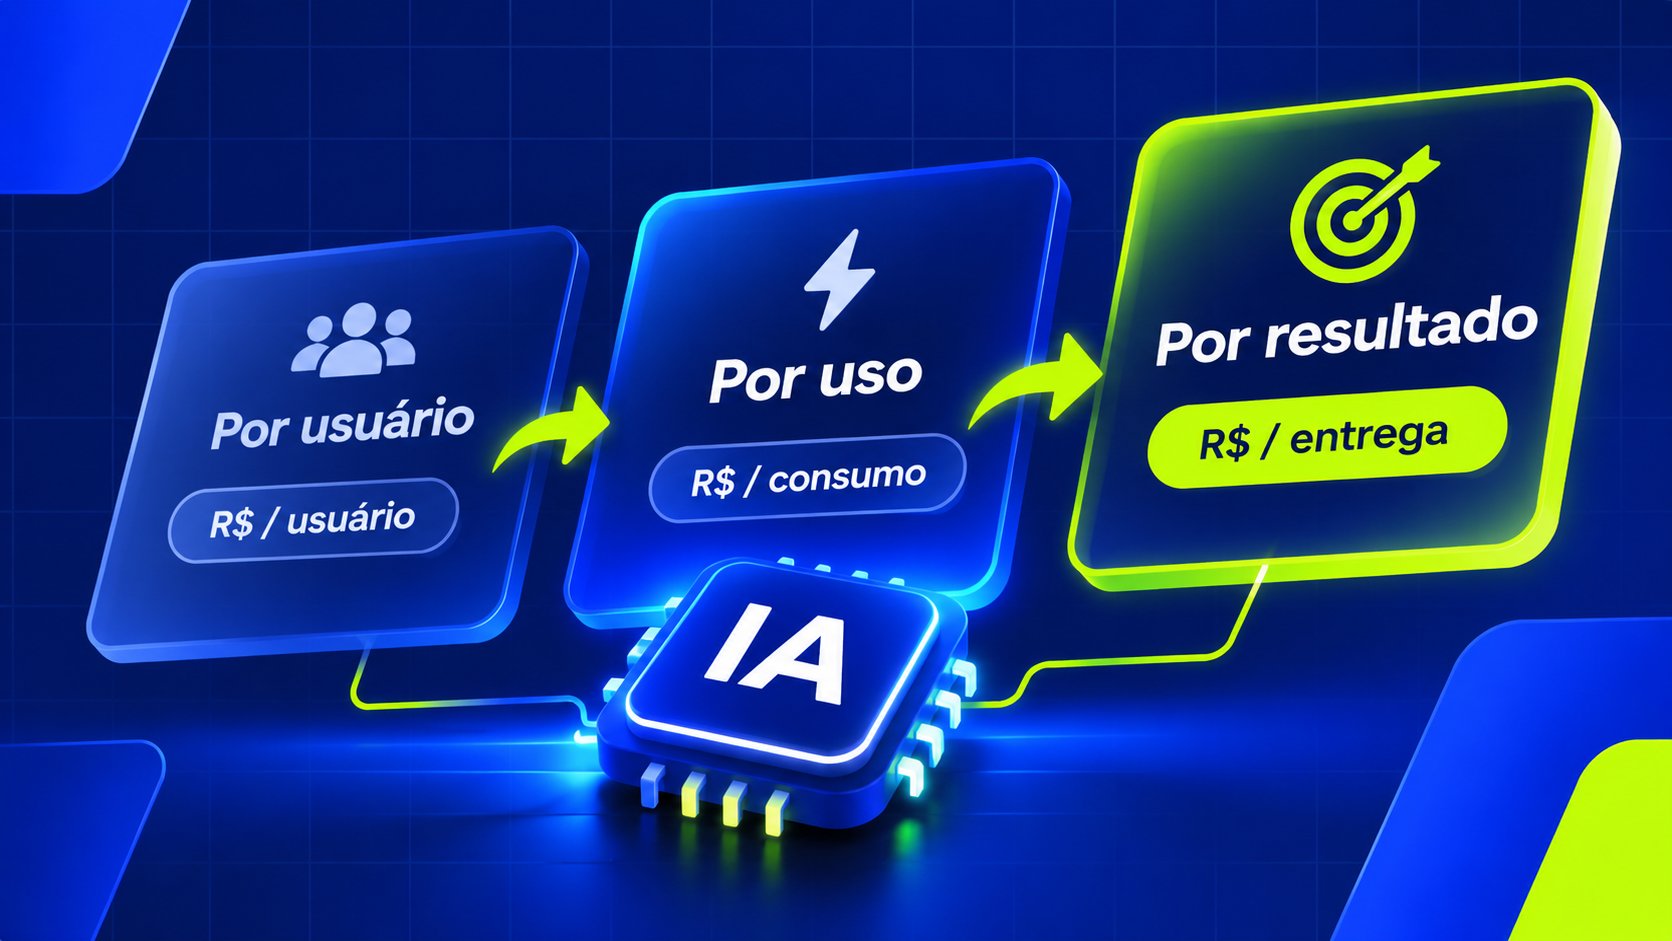 Por usuário
R$ / usuário
Por uso
R$ / consumo
Por resultado
R$ / entrega
IA